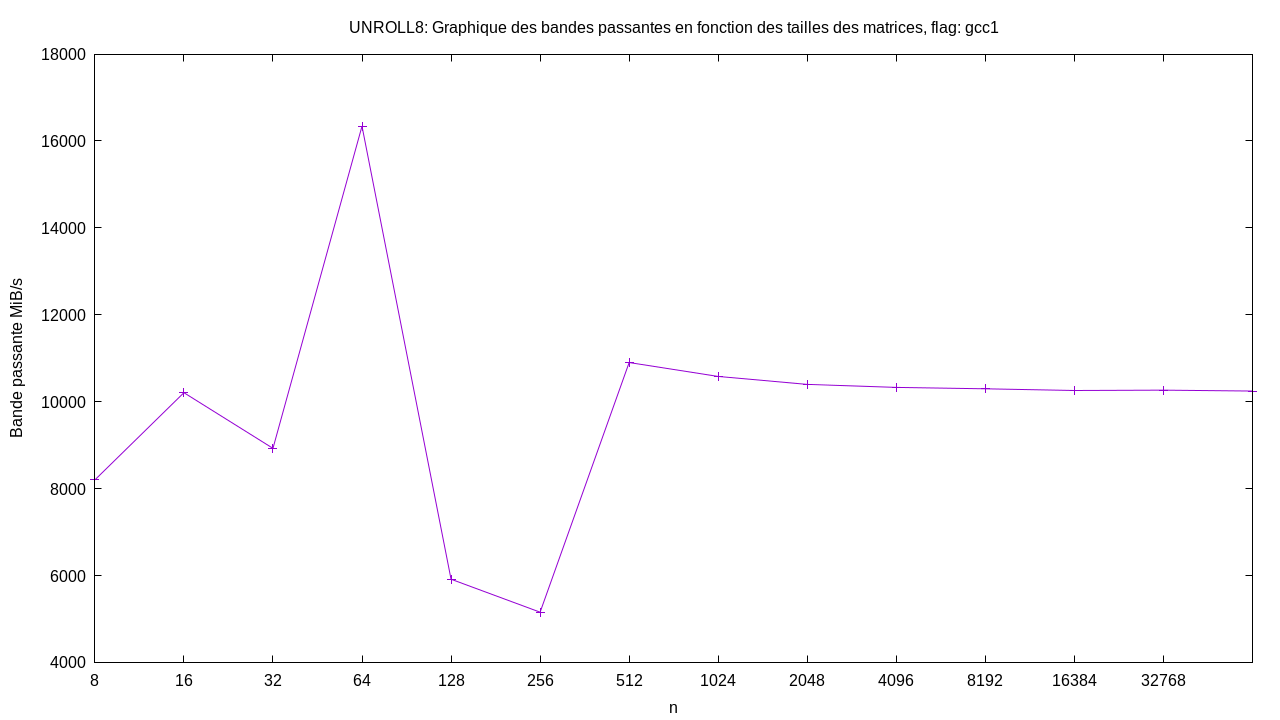 UNROLL8: Graphique des bandes passantes en fonction des tailles des matrices, flag: gcc1
18000
16000
14000
12000
10000
8000
6000
4000
Bande passante MiB/s
8 16 32 64 128 256 512 1024 2048 4096 8192 16384 32768
n